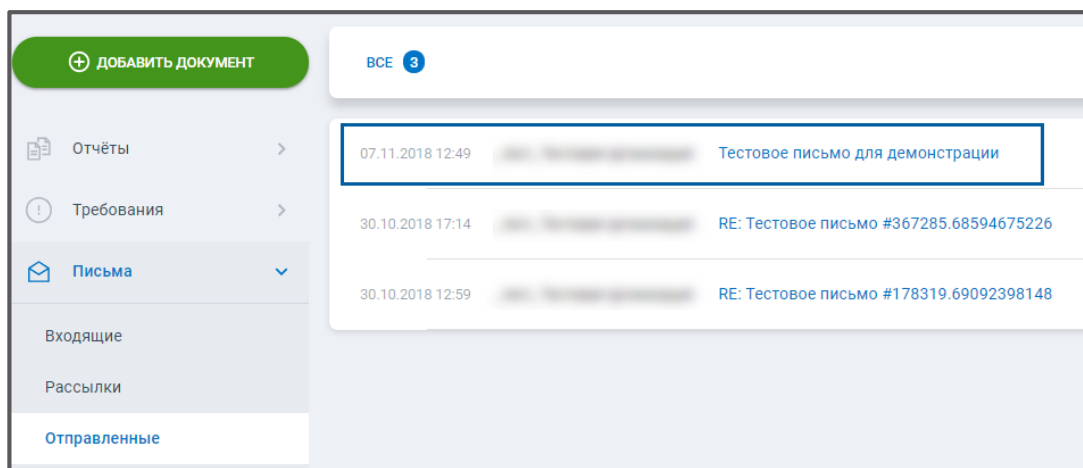 ДОБАВИТЬ ДОКУМЕНТ
Отчёты
Требования
Письма
Входящие
Рассылки
Отправленные
ВСЕ 3
07.11.2018 12:49 Тестовое письмо для демонстрации
30.10.2018 17:14 RE: Тестовое письмо #367285.68594675226
30.10.2018 12:59 RE: Тестовое письмо #178319.69092398148